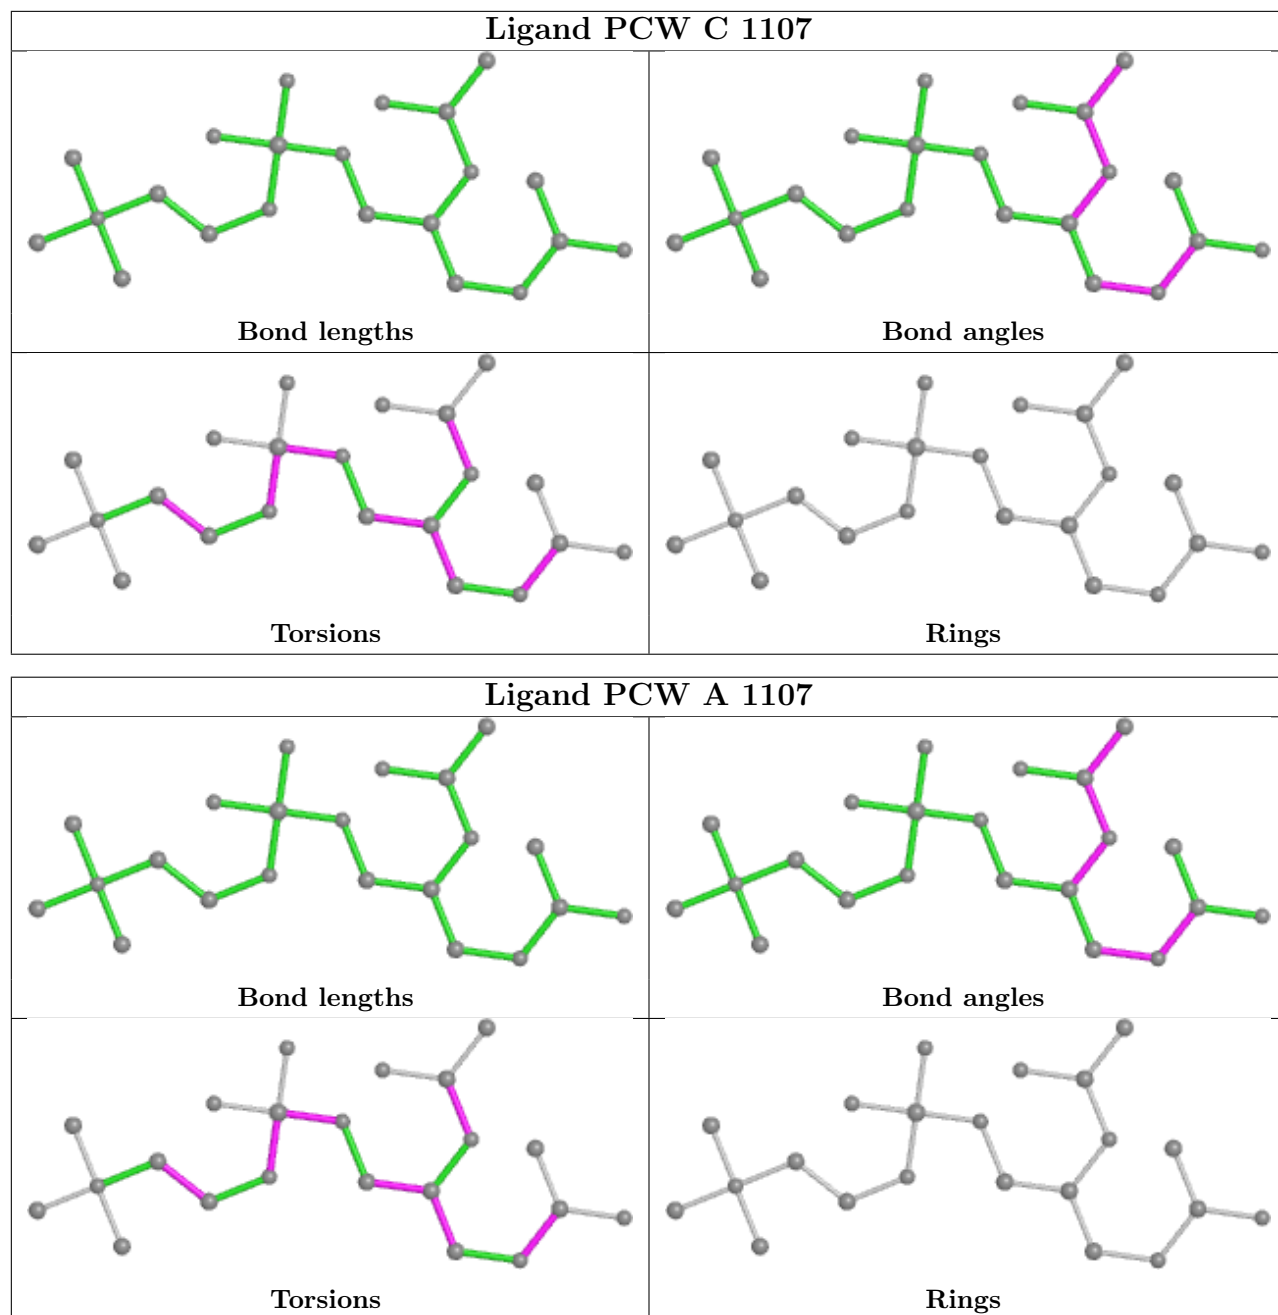 Ligand PCW C 1107
Bond lengths
Bond angles
Torsions
Rings
Ligand PCW A 1107
Bond lengths
Bond angles
Torsions
Rings